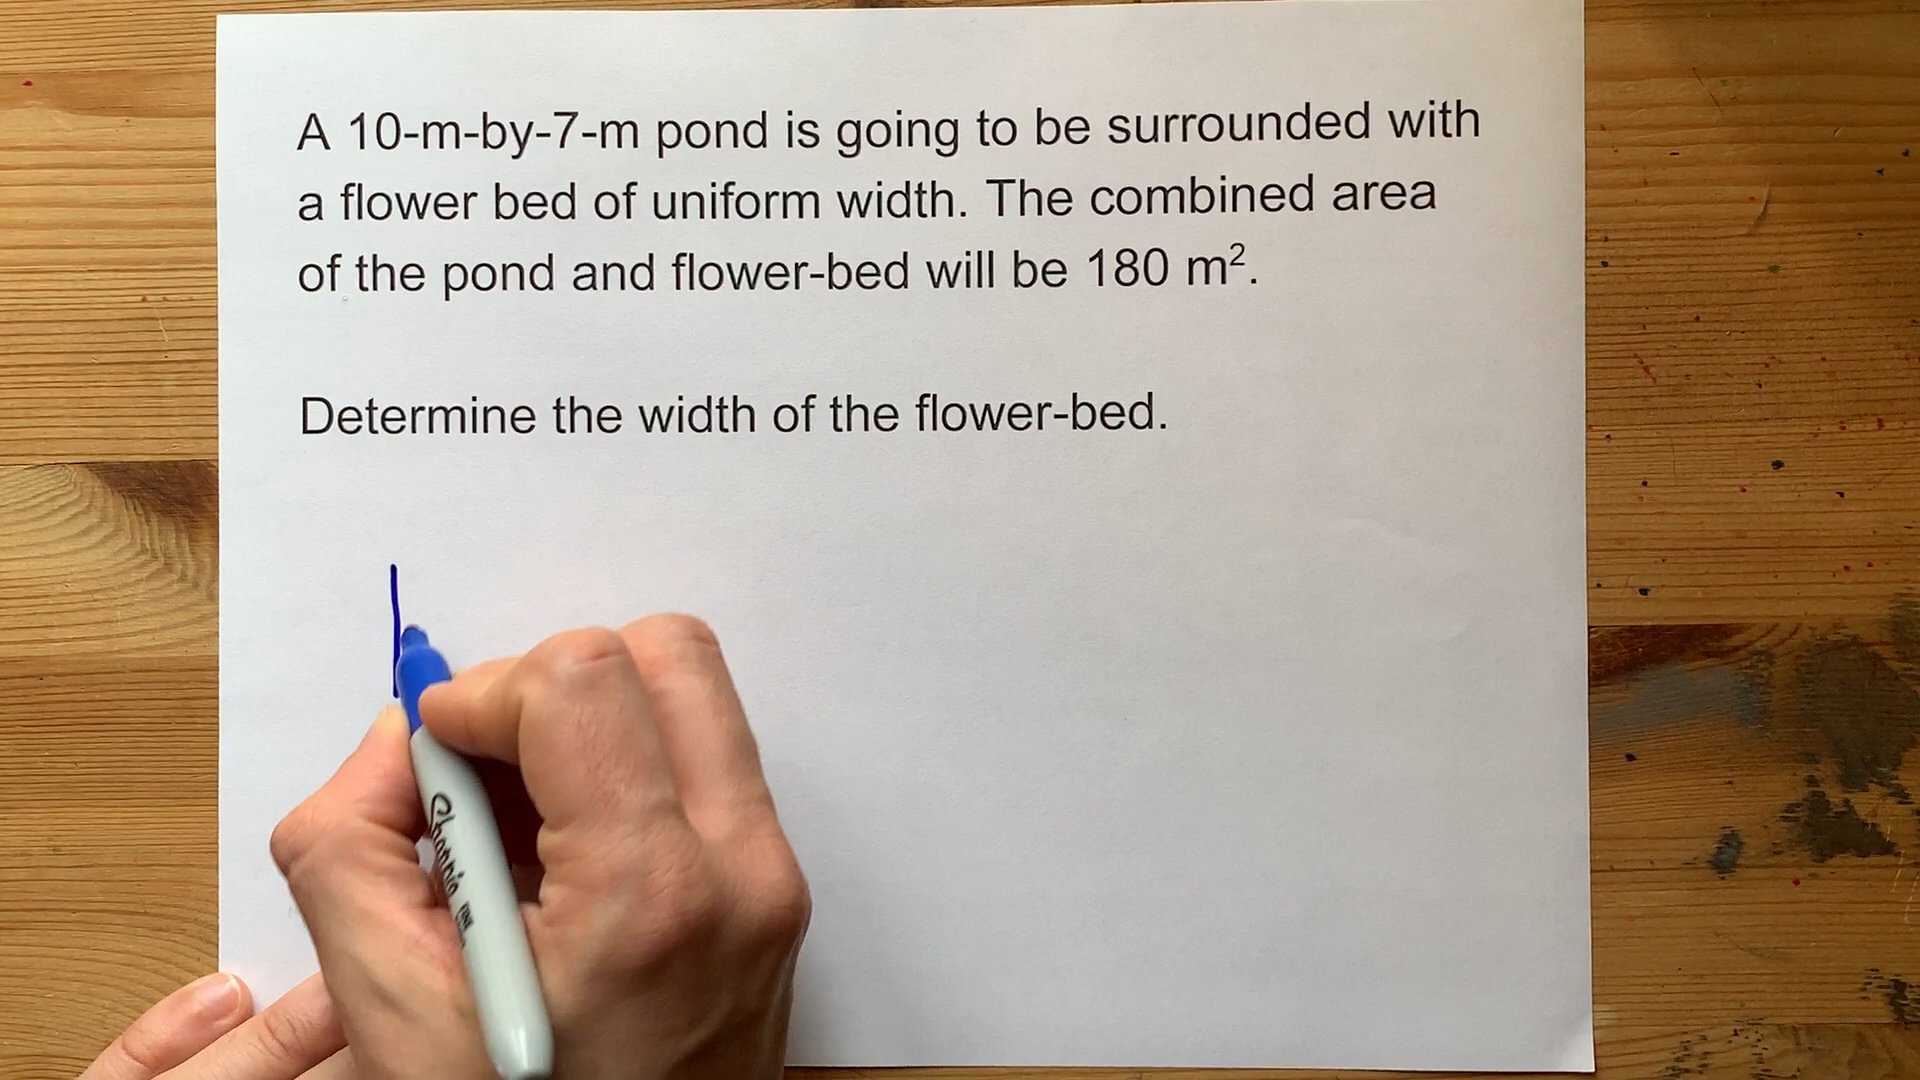 A 10-m-by-7-m pond is going to be surrounded with
a flower bed of uniform width. The combined area
of the pond and flower-bed will be 180 m².
Determine the width of the flower-bed.
Sharpie